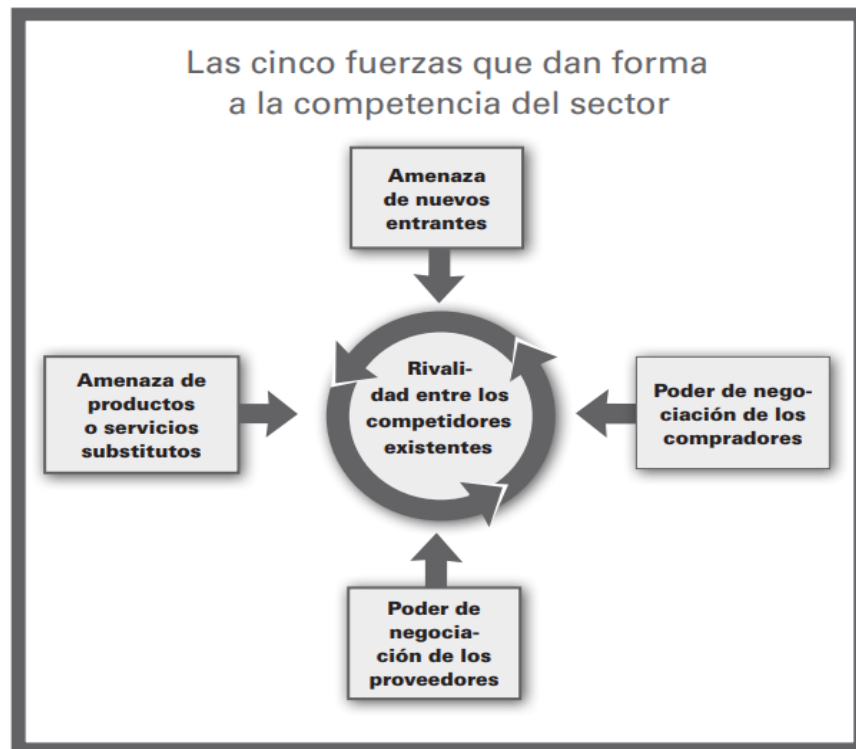 Las cinco fuerzas que dan forma
a la competencia del sector
Amenaza
de nuevos
entrantes
Amenaza de
productos
o servicios
substitutos
Rivali-
dad entre los
competidores
existentes
Poder de nego-
ciación de los
compradores
Poder de
negocia-
ción de los
proveedores